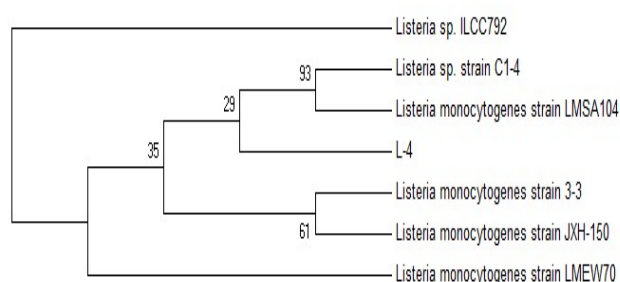 Listeria sp. ILCC792
Listeria sp. strain C1-4
93
Listeria monocytogenes strain LMSA104
29
L-4
35
Listeria monocytogenes strain 3-3
61
Listeria monocytogenes strain JXH-150
Listeria monocytogenes strain LMEW70